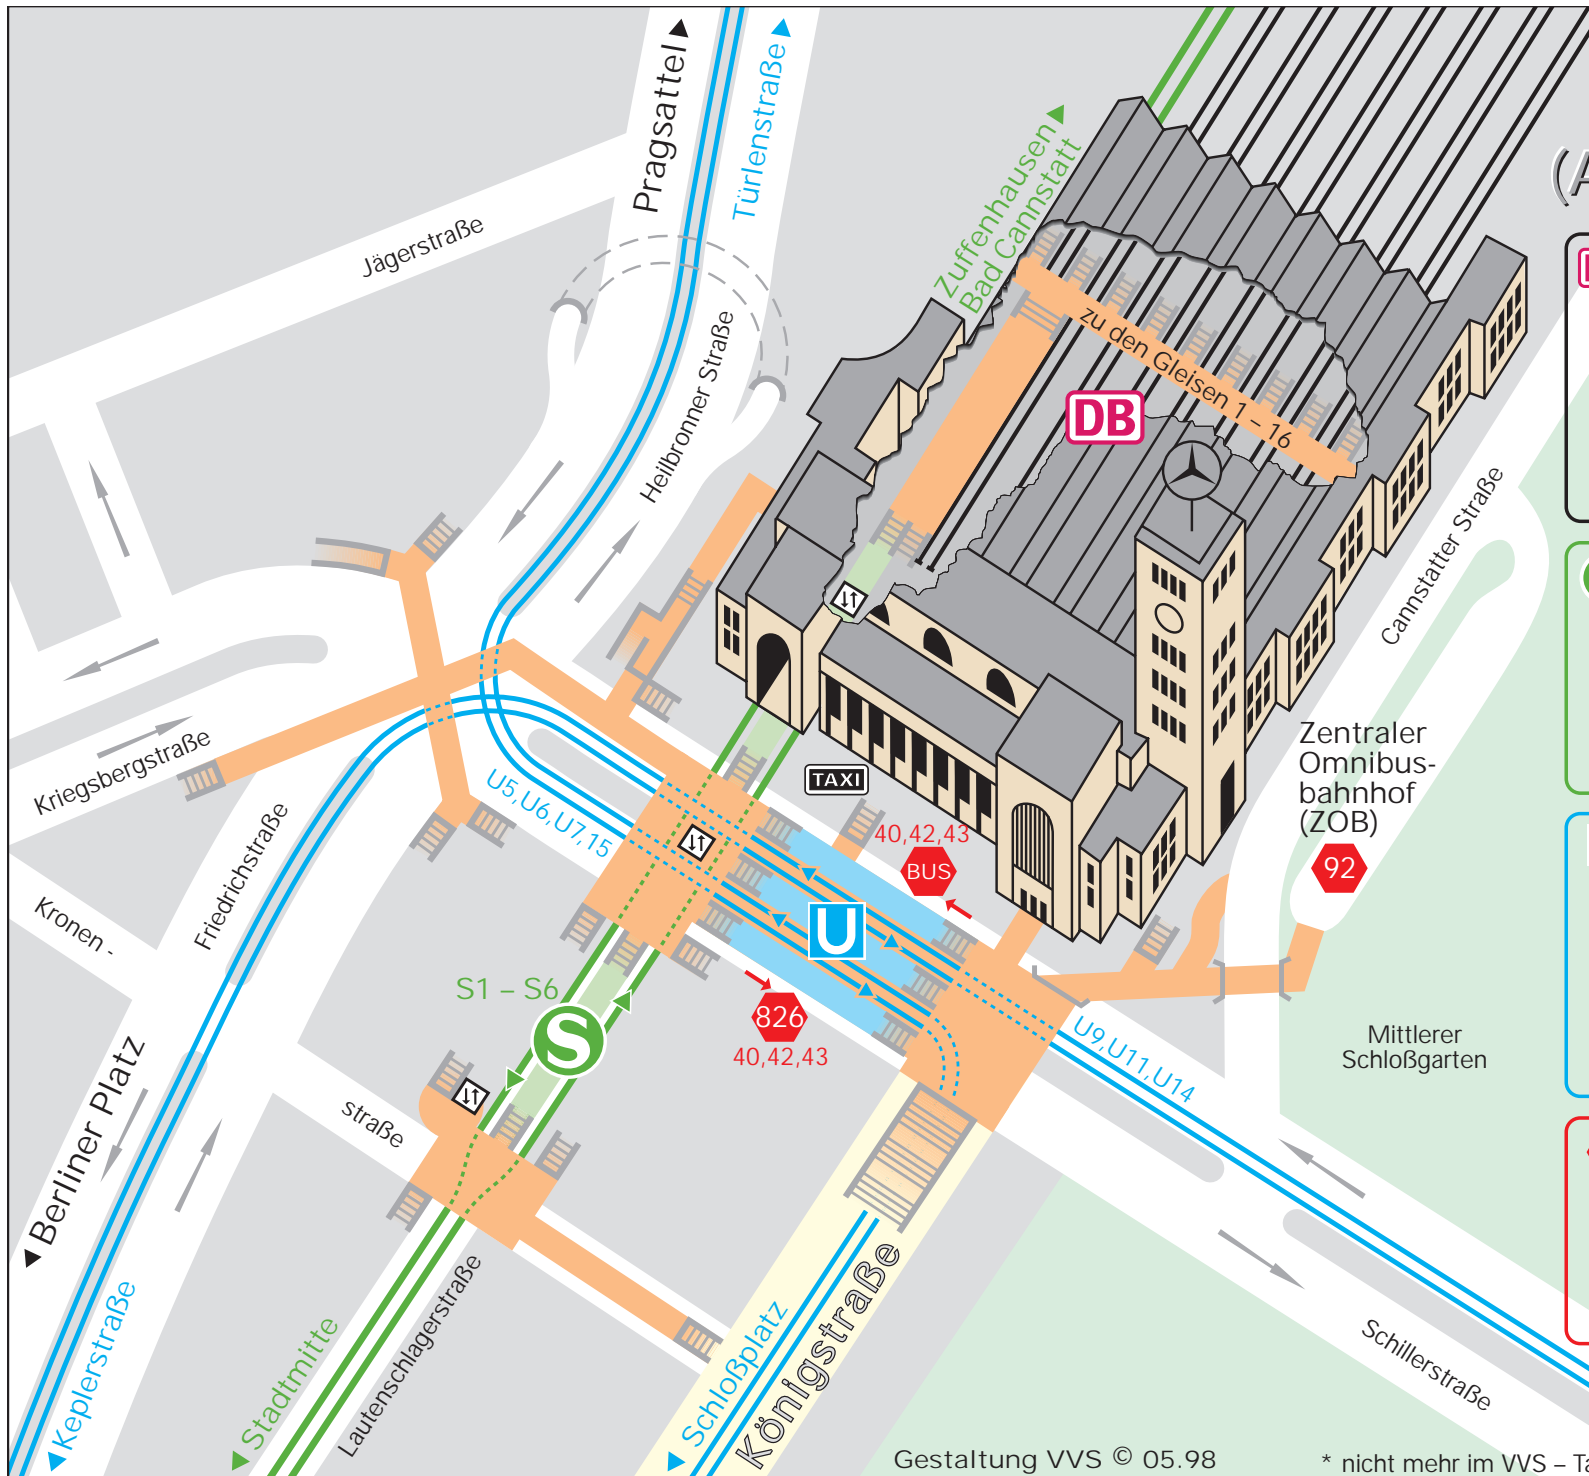 Pragsattel
Türlenstraße
Jägerstraße
Zuffenhausen
Bad Cannstatt
Heilbronner Straße
zu den Gleisen 1 – 16
DB
Cannstatter Straße
Kriegsbergstraße
Friedrichstraße
Kronen -
straße
U5,U6,U7,15
TAXI
40,42,43
BUS
U
Zentraler
Omnibus-
bahnhof
(ZOB)
92
S1 – S6
S
826
40,42,43
U9,U11,U14
Mittlerer
Schloßgarten
Berliner Platz
Keplerstraße
Stadtmitte
Lautenschlagerstraße
Schloßplatz
Königstraße
Schillerstraße
Gestaltung VVS © 05.98
* nicht mehr im VVS – Ta
(A